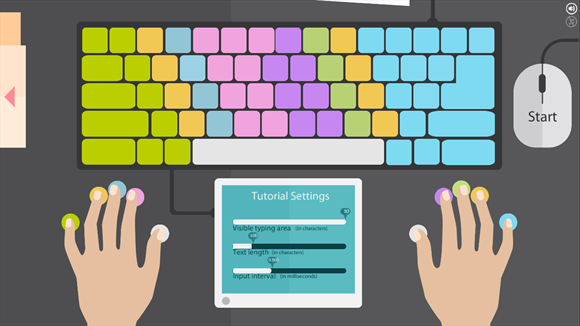 Start
Tutorial Settings
Visible typing area (in characters)
Text length (in characters)
Input interval (in milliseconds)